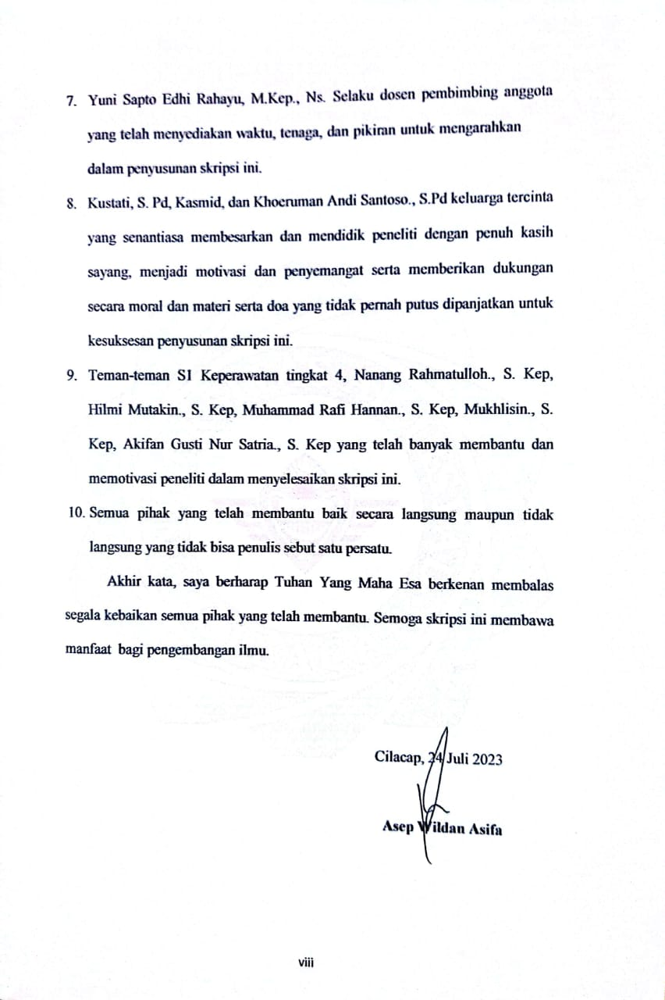 7. Yuni Sapto Edhi Rahayu, M.Kep., Ns. Selaku dosen pembimbing anggota
yang telah menyediakan waktu, tenaga, dan pikiran untuk mengarahkan
dalam penyusunan skripsi ini.
8. Kustati, S. Pd, Kasmid, dan Khoeruman Andi Santoso., S.Pd keluarga tercinta
yang senantiasa membesarkan dan mendidik peneliti dengan penuh kasih
sayang, menjadi motivasi dan penyemangat serta memberikan dukungan
secara moral dan materi serta doa yang tidak pernah putus dipanjatkan untuk
kesuksesan penyusunan skripsi ini.
9. Teman-teman S1 Keperawatan tingkat 4, Nanang Rahmatulloh., S. Kep,
Hilmi Mutakin., S. Kep, Muhammad Rafi Hannan., S. Kep, Mukhlisin., S.
Kep, Akifan Gusti Nur Satria., S. Kep yang telah banyak membantu dan
memotivasi peneliti dalam menyelesaikan skripsi ini.
10. Semua pihak yang telah membantu baik secara langsung maupun tidak
langsung yang tidak bisa penulis sebut satu persatu.
Akhir kata, saya berharap Tuhan Yang Maha Esa berkenan membalas
segala kebaikan semua pihak yang telah membantu. Semoga skripsi ini membawa
manfaat bagi pengembangan ilmu.
Cilacap, 24 Juli 2023
Asep Wildan Asifa
viii